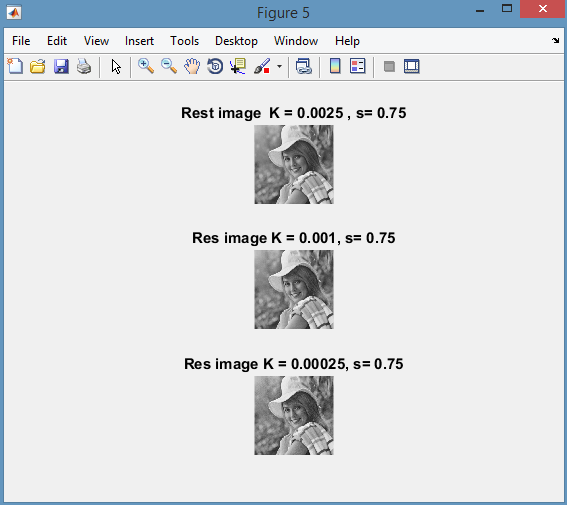 Figure 5
File Edit View Insert Tools Desktop Window Help
Rest image K = 0.0025 , s= 0.75
Res image K = 0.001, s= 0.75
Res image K = 0.00025, s= 0.75